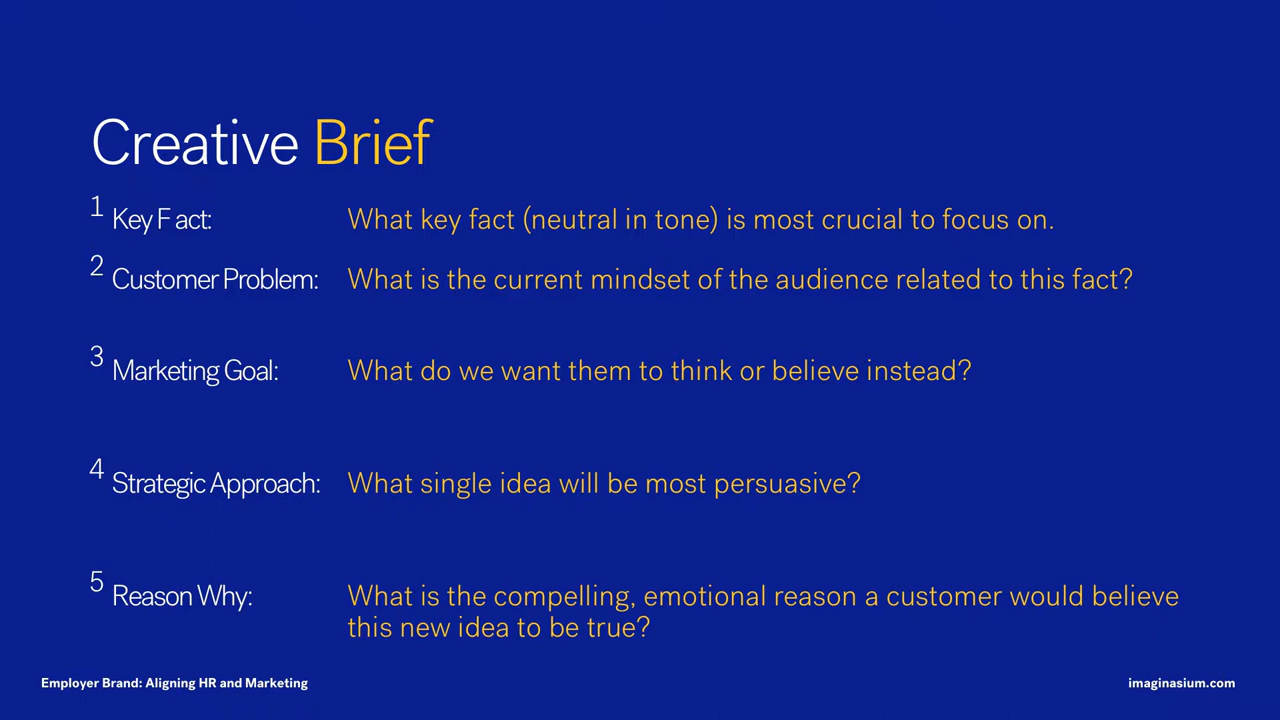 Creative Brief
1 Key Fact: What key fact (neutral in tone) is most crucial to focus on.
2 Customer Problem: What is the current mindset of the audience related to this fact?
3 Marketing Goal: What do we want them to think or believe instead?
4 Strategic Approach: What single idea will be most persuasive?
5 Reason Why: What is the compelling, emotional reason a customer would believe
this new idea to be true?
Employer Brand: Aligning HR and Marketing imaginasium.com